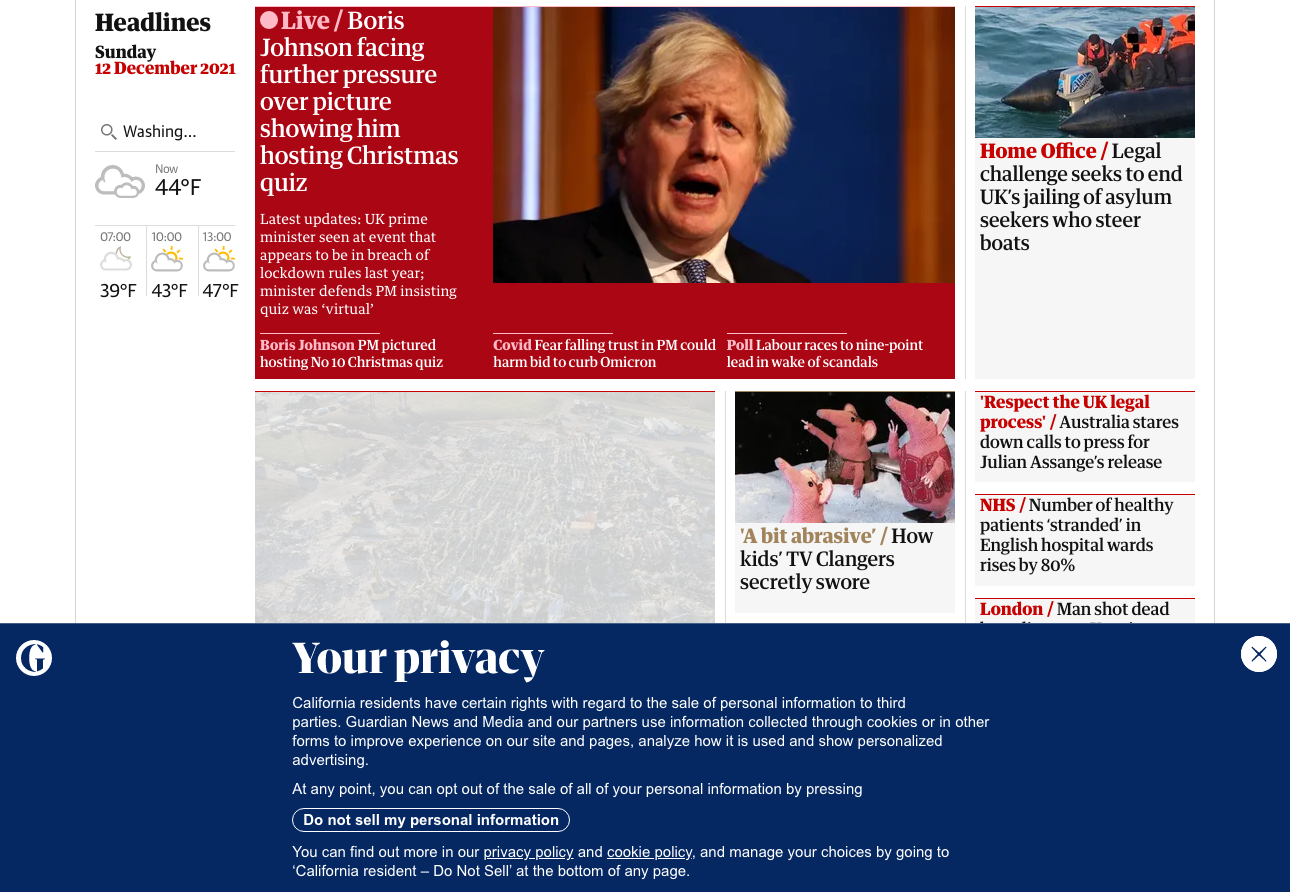 Headlines
Sunday
12 December 2021
Washing...
Now
44°F
07:00
10:00
13:00
39°F
43°F
47°F
Live / Boris
Johnson facing
further pressure
over picture
showing him
hosting Christmas
quiz
Latest updates: UK prime
minister seen at event that
appears to be in breach of
lockdown rules last year;
minister defends PM insisting
quiz was ‘virtual’
Boris Johnson PM pictured
hosting No 10 Christmas quiz
Covid Fear falling trust in PM could
harm bid to curb Omicron
Poll Labour races to nine-point
lead in wake of scandals
Home Office / Legal
challenge seeks to end
UK’s jailing of asylum
seekers who steer
boats
'A bit abrasive’ / How
kids’ TV Clangers
secretly swore
'Respect the UK legal
process' / Australia stares
down calls to press for
Julian Assange’s release
NHS / Number of healthy
patients ‘stranded’ in
English hospital wards
rises by 80%
London / Man shot dead
Your privacy
California residents have certain rights with regard to the sale of personal information to third
parties. Guardian News and Media and our partners use information collected through cookies or in other
forms to improve experience on our site and pages, analyze how it is used and show personalized
advertising.
At any point, you can opt out of the sale of all of your personal information by pressing
Do not sell my personal information
You can find out more in our privacy policy and cookie policy, and manage your choices by going to
‘California resident – Do Not Sell’ at the bottom of any page.